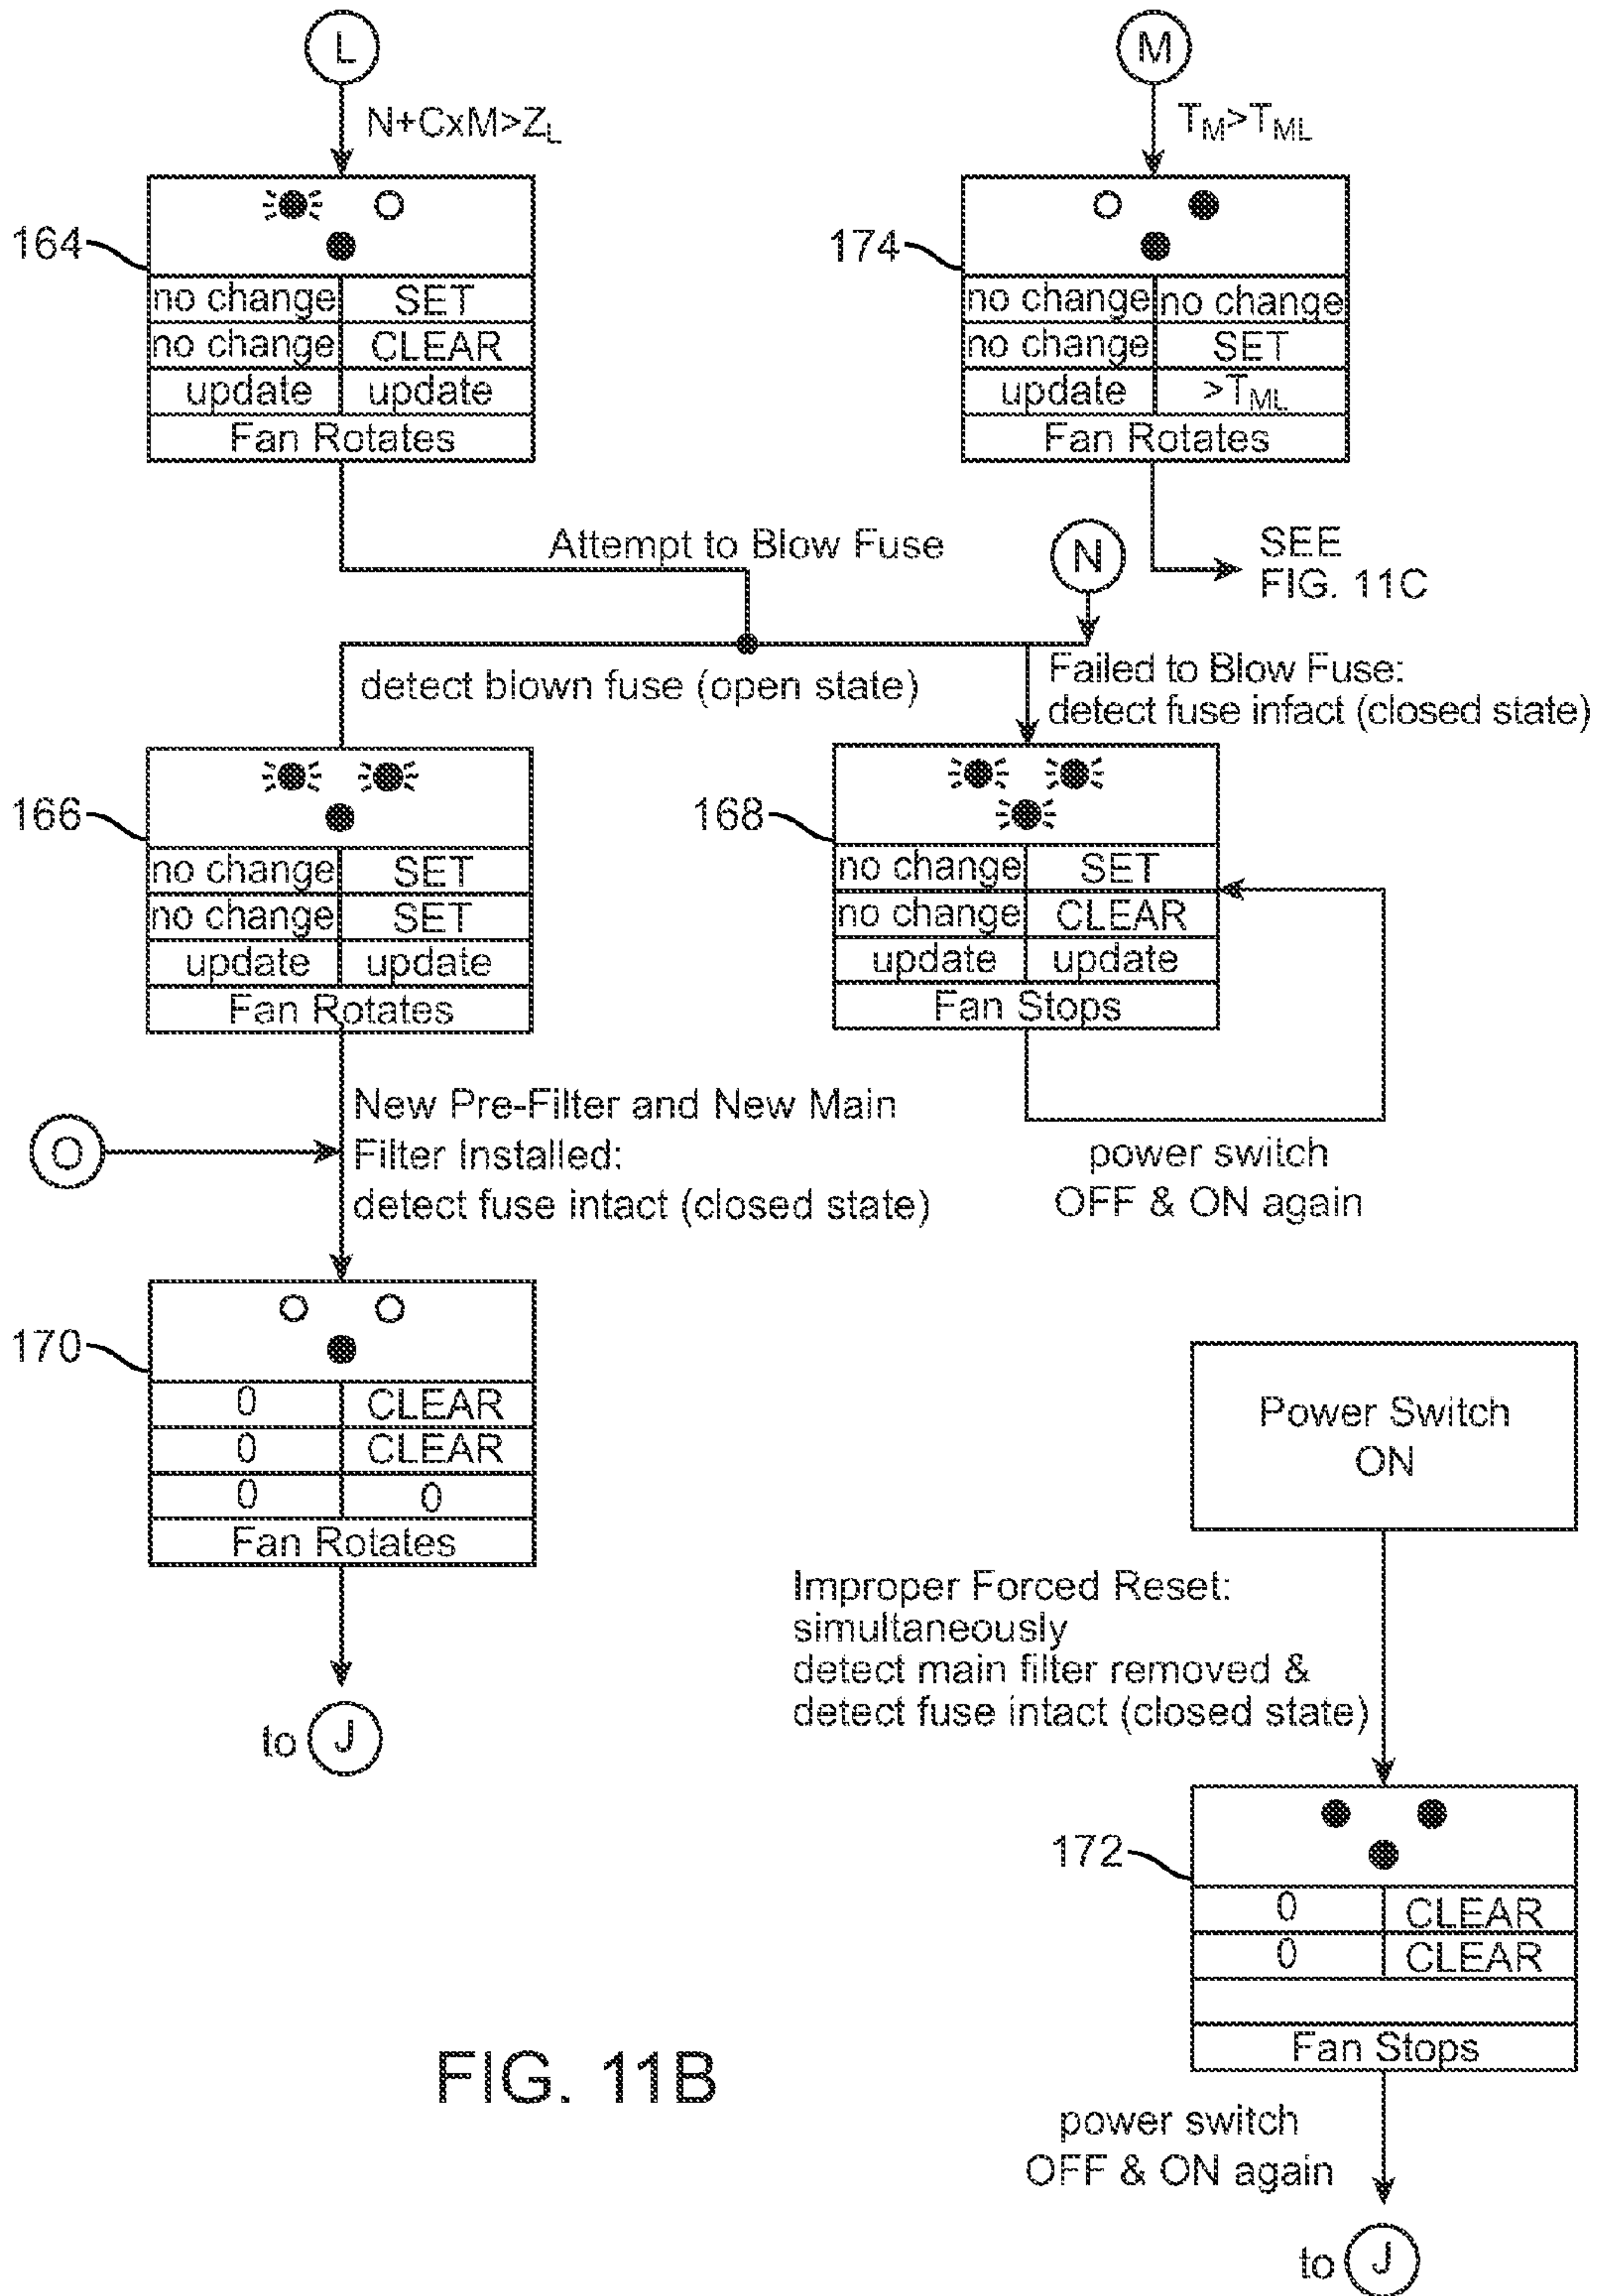 L
N+CxM>Z_L
164
no change SET
no change CLEAR
update update
Fan Rotates
M
T_M>T_ML
174
no change no change
no change SET
update >T_ML
Fan Rotates
SEE
FIG. 11C
Attempt to Blow Fuse
N
detect blown fuse (open state)
Failed to Blow Fuse:
detect fuse infact (closed state)
166
no change SET
no change SET
update update
Fan Rotates
168
no change SET
no change CLEAR
update update
Fan Stops
power switch
OFF & ON again
O
New Pre-Filter and New Main
Filter Installed:
detect fuse intact (closed state)
170
0 CLEAR
0 CLEAR
0 0
Fan Rotates
to J
Power Switch
ON
Improper Forced Reset:
simultaneously
detect main filter removed &
detect fuse intact (closed state)
172
0 CLEAR
0 CLEAR
Fan Stops
power switch
OFF & ON again
to J
FIG. 11B